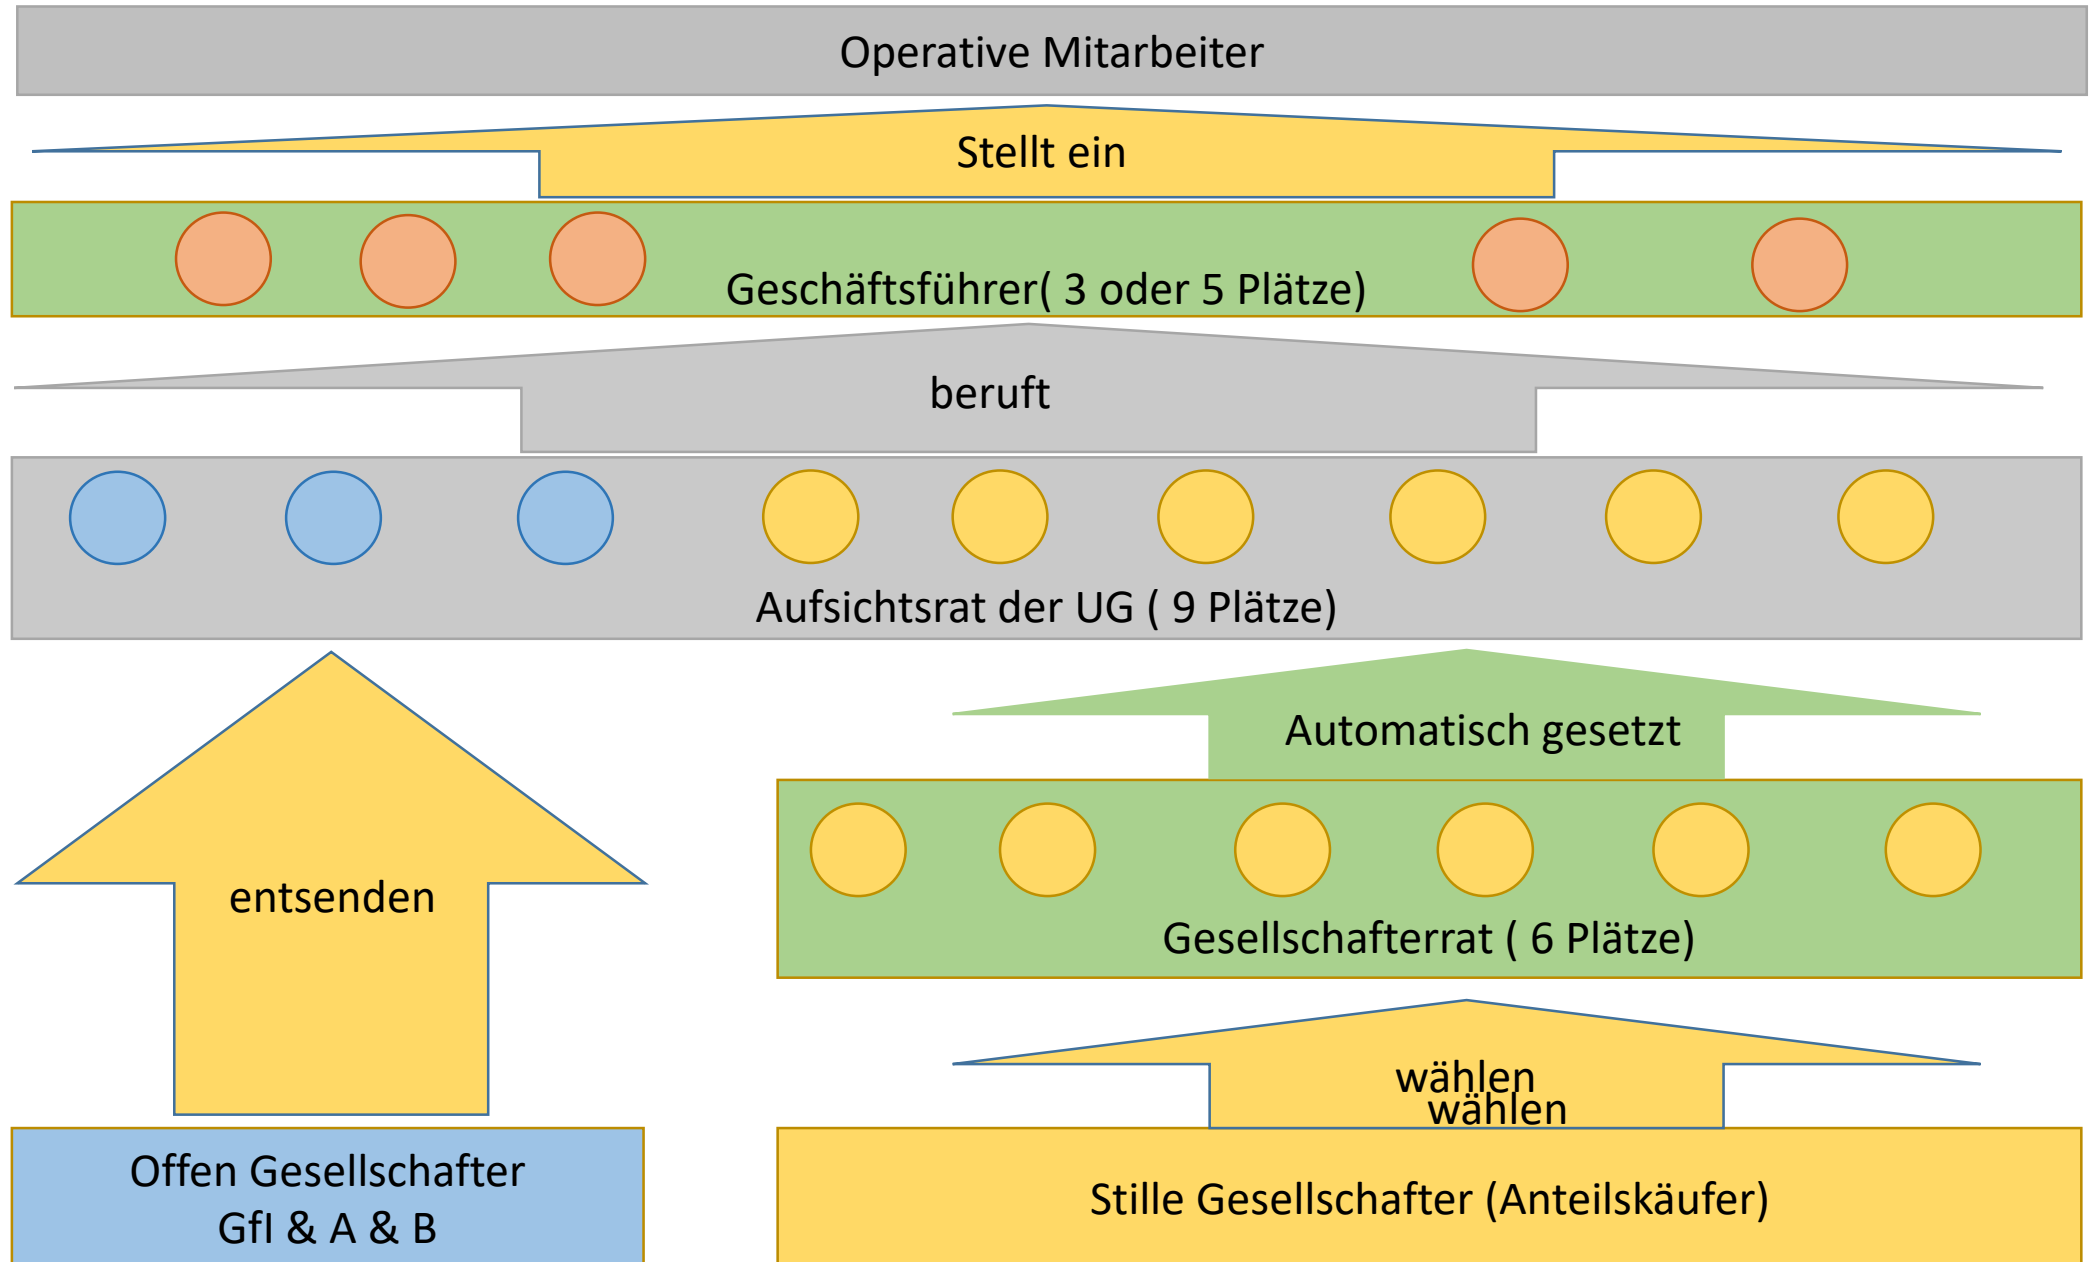 Operative Mitarbeiter
Stellt ein
Geschäftsführer( 3 oder 5 Plätze)
beruft
Aufsichtsrat der UG ( 9 Plätze)
Automatisch gesetzt
entsenden
Gesellschafterrat ( 6 Plätze)
wählen
wählen
Offen Gesellschafter
GfI & A & B
Stille Gesellschafter (Anteilskäufer)